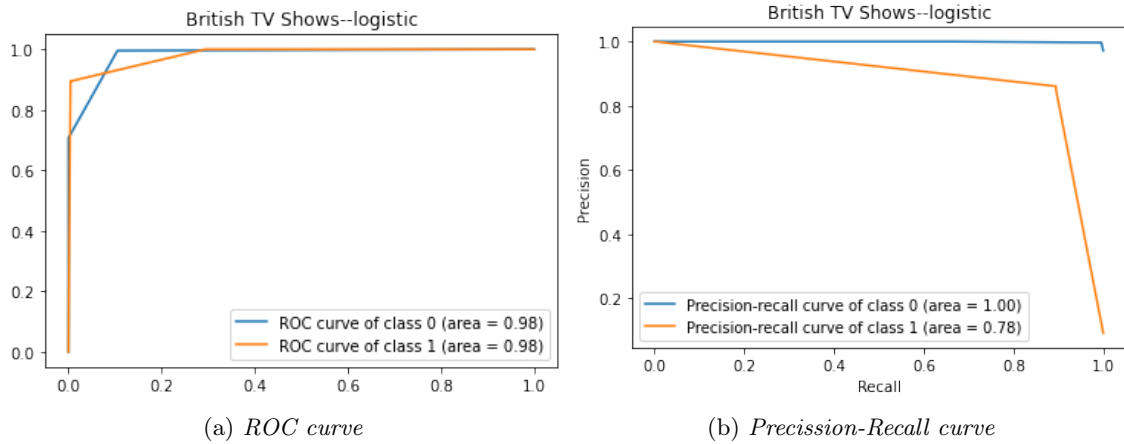 British TV Shows--logistic
1.0
0.8
0.6
0.4
0.2
0.0
0.0 0.2 0.4 0.6 0.8 1.0
ROC curve of class 0 (area = 0.98)
ROC curve of class 1 (area = 0.98)
(a) ROC curve
British TV Shows--logistic
1.0
0.8
0.6
0.4
0.2
Precision
0.0 0.2 0.4 0.6 0.8 1.0
Recall
Precision-recall curve of class 0 (area = 1.00)
Precision-recall curve of class 1 (area = 0.78)
(b) Precission-Recall curve